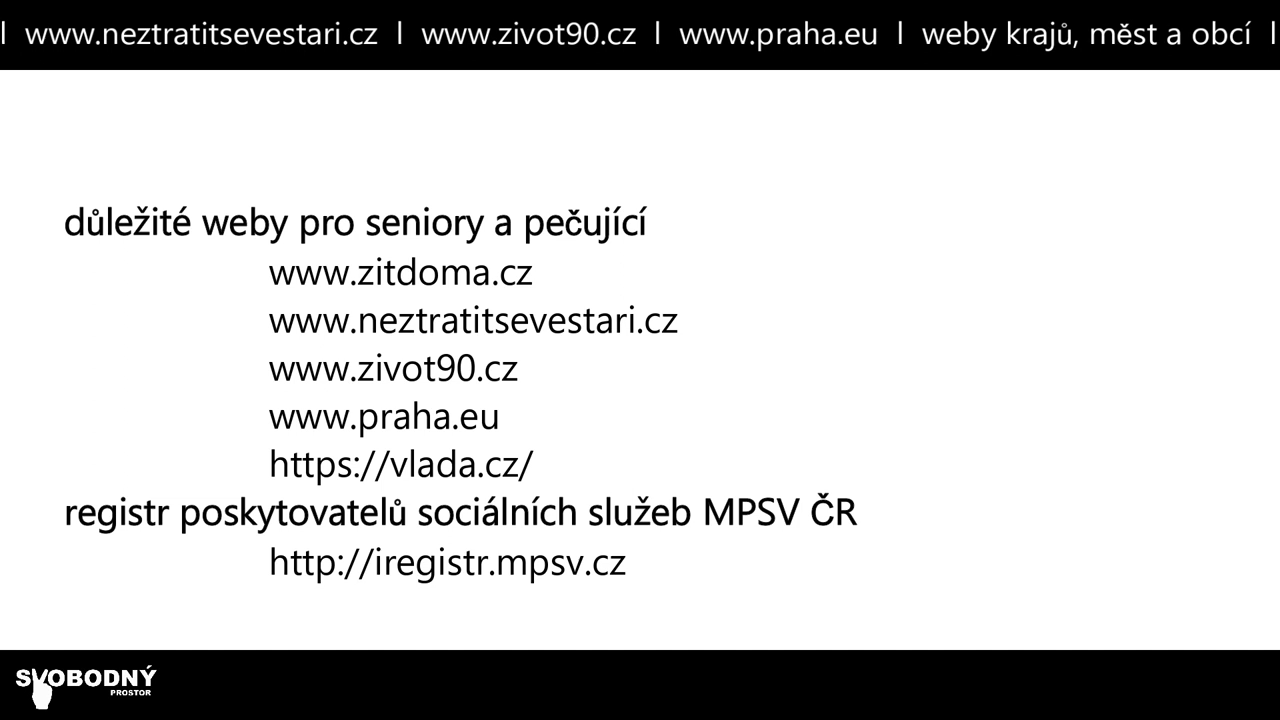 l www.neztratitsevestari.cz l www.zivot90.cz l www.praha.eu l weby krajů, měst a obcí l
důležité weby pro seniory a pečující
www.zitdoma.cz
www.neztratitsevestari.cz
www.zivot90.cz
www.praha.eu
https://vlada.cz/
registr poskytovatelů sociálních služeb MPSV ČR
http://iregistr.mpsv.cz
SVOBODNÝ
PROSTOR